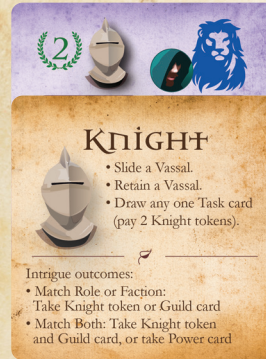 2
KNIGHT
• Slide a Vassal.
• Retain a Vassal.
• Draw any one Task card
(pay 2 Knight tokens).
Intrigue outcomes:
• Match Role or Faction:
Take Knight token or Guild card
• Match Both: Take Knight token
and Guild card, or take Power card